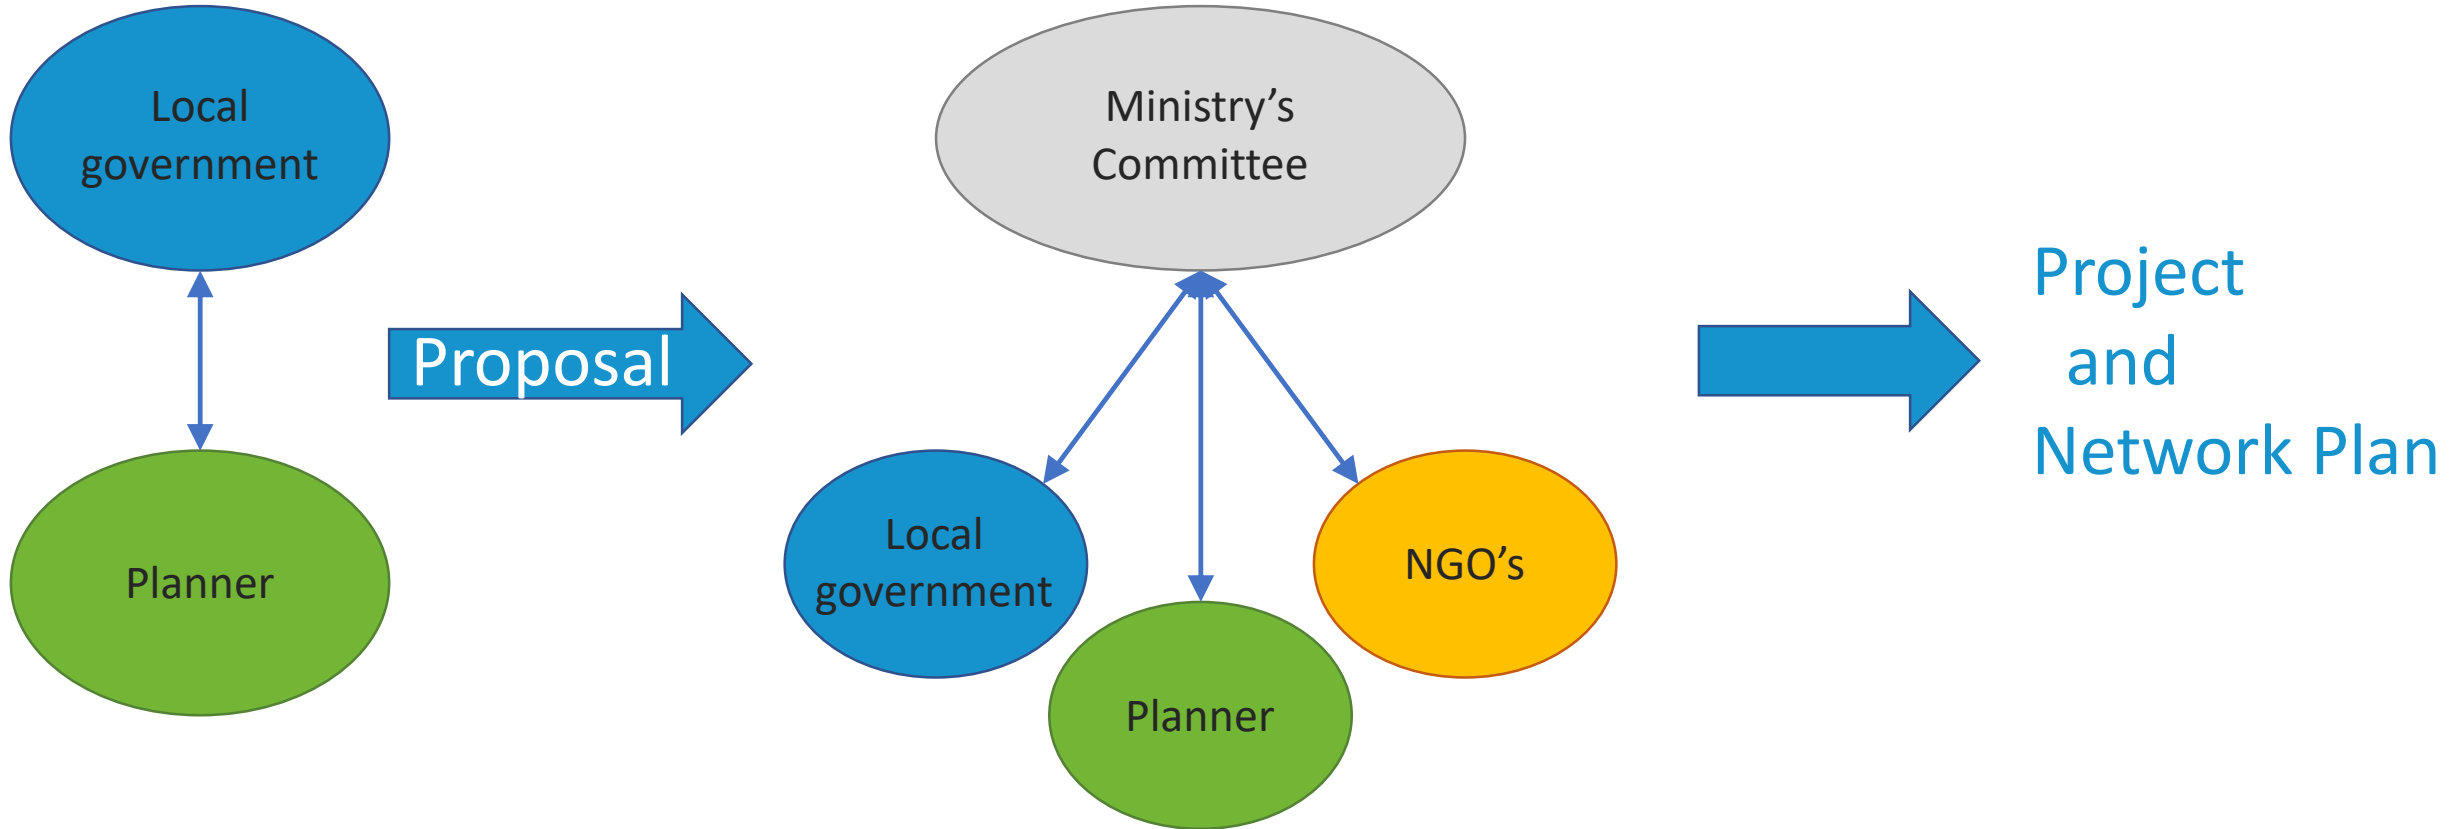 Local
government
Planner
Proposal
Ministry’s
Committee
Local
government
Planner
NGO’s
Project
and
Network Plan